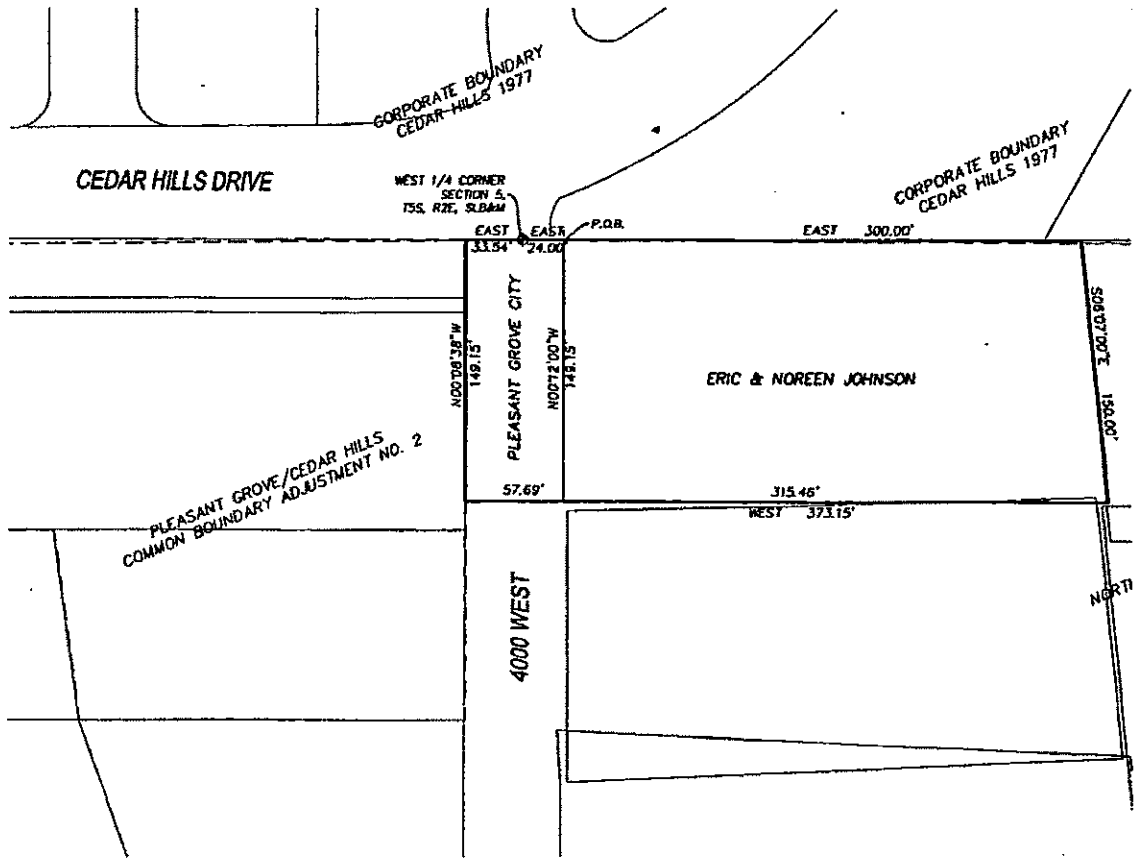 CORPORATE BOUNDARY
CEDAR HILLS 1977
CORPORATE BOUNDARY
CEDAR HILLS 1977
CEDAR HILLS DRIVE
WEST 1/4 CORNER
SECTION 5,
T5S, R2E, SLB&M
P.O.B.
EAST
33.54'
EAST
24.00
EAST 300.00'
N00°08'38"W
149.15'
PLEASANT GROVE CITY
N00°12'00"W
149.15'
ERIC & NOREEN JOHNSON
S06°07'00"E 150.00'
PLEASANT GROVE/CEDAR HILLS
COMMON BOUNDARY ADJUSTMENT NO. 2
57.69'
315.46'
WEST 373.15'
4000 WEST
NORTH